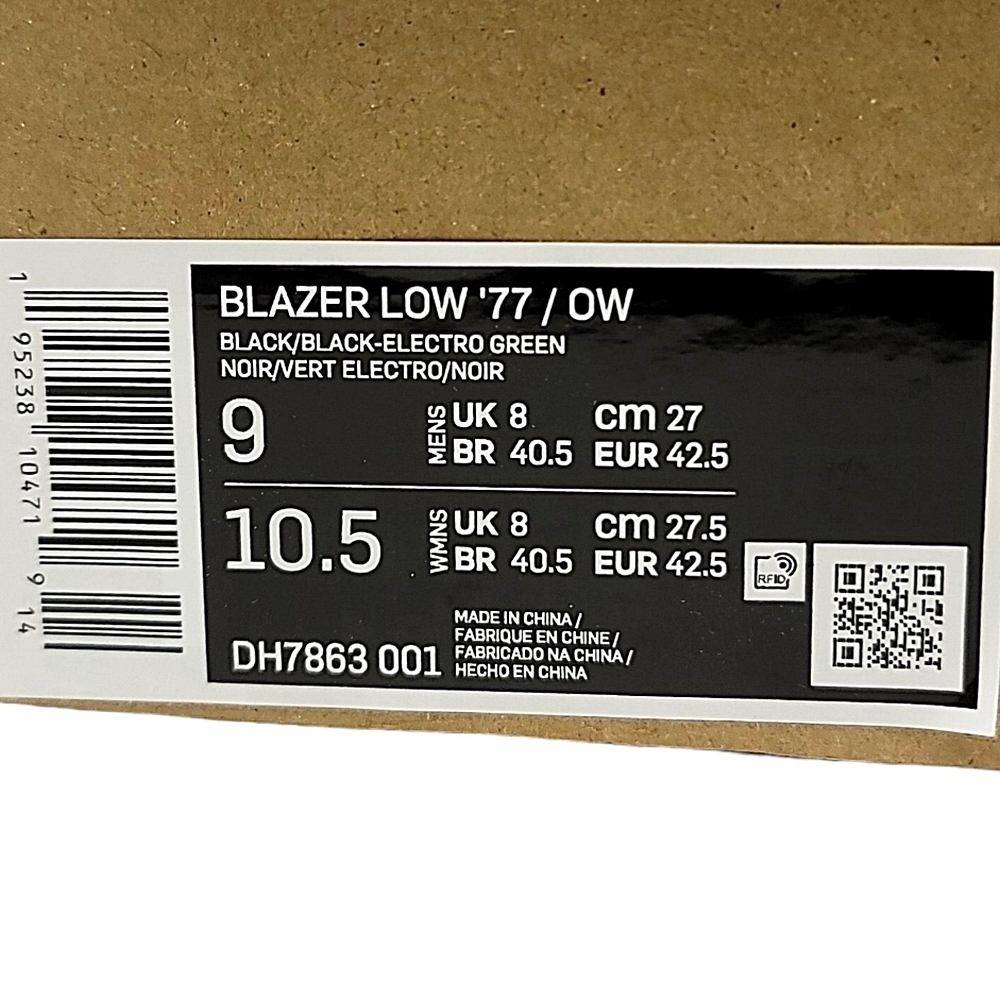 1 95238 10471 9 14
BLAZER LOW '77 / OW
BLACK/BLACK-ELECTRO GREEN
NOIR/VERT ELECTRO/NOIR
9 MENS UK 8 cm 27
BR 40.5 EUR 42.5
10.5 WMNS UK 8 cm 27.5
BR 40.5 EUR 42.5
RFID
DH7863 001
MADE IN CHINA /
FABRIQUE EN CHINE /
FABRICADO NA CHINA /
HECHO EN CHINA